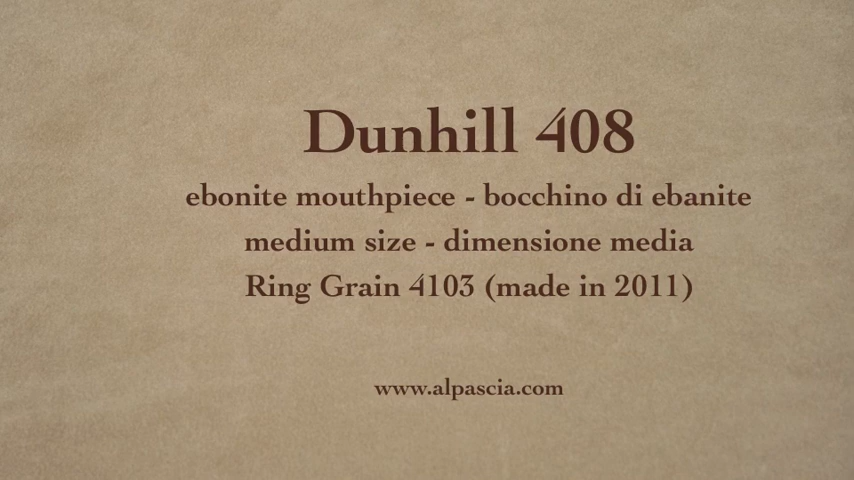 Dunhill 408
ebonite mouthpiece - bocchino di ebanite
medium size - dimensione media
Ring Grain 4103 (made in 2011)
www.alpascia.com